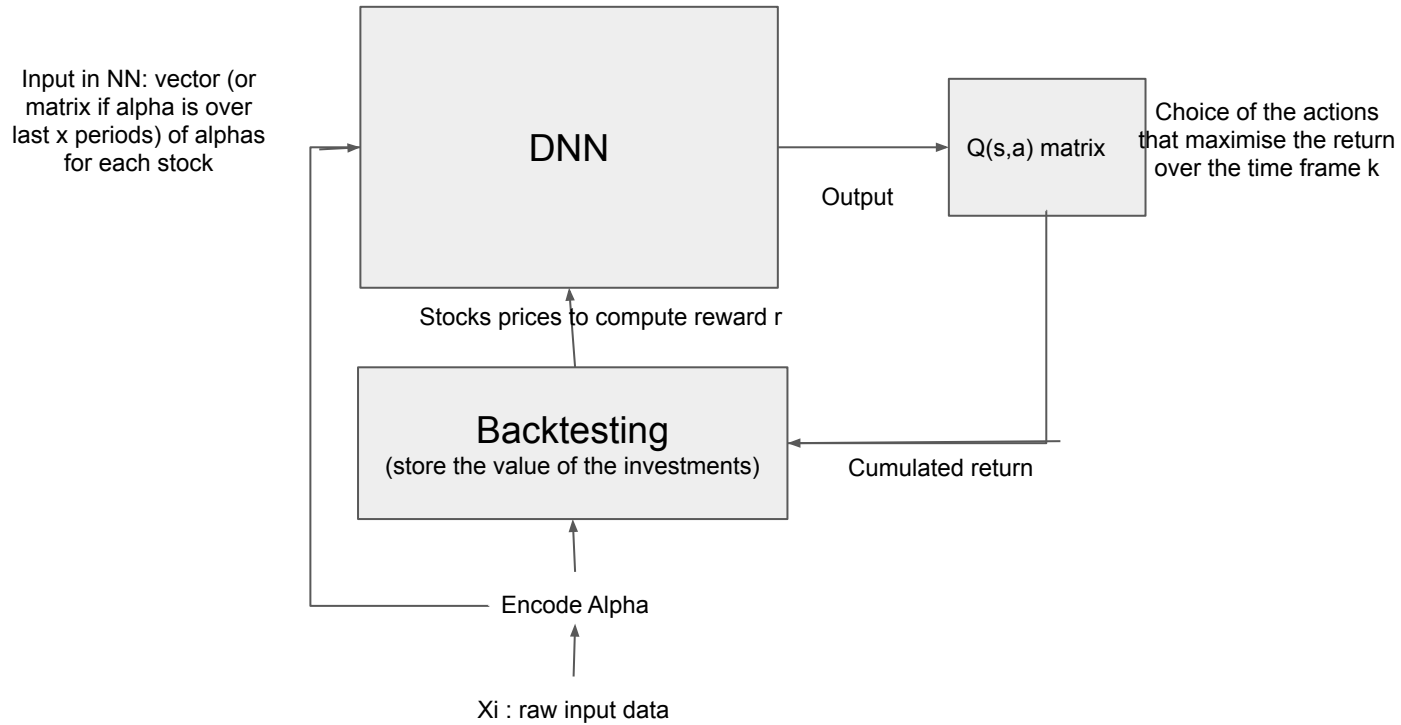 Input in NN: vector (or
matrix if alpha is over
last x periods) of alphas
for each stock
DNN
Output
Q(s,a) matrix
Choice of the actions
that maximise the return
over the time frame k
Stocks prices to compute reward r
Backtesting
(store the value of the investments)
Cumulated return
Encode Alpha
Xi : raw input data